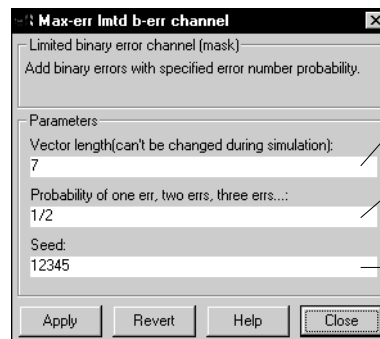 Max-err lmtd b-err channel
Limited binary error channel (mask)
Add binary errors with specified error number probability.
Parameters
Vector length(can't be changed during simulation):
7
Probability of one err, two errs, three errs...:
1/2
Seed:
12345
Apply Revert Help Close